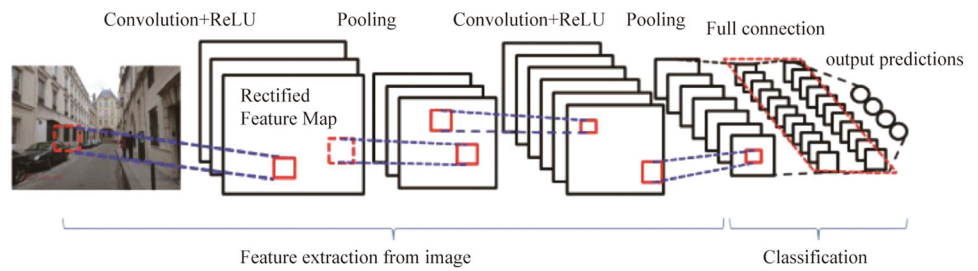 Convolution+ReLU
Pooling
Convolution+ReLU
Pooling
Full connection
output predictions
Rectified
Feature Map
Feature extraction from image
Classification